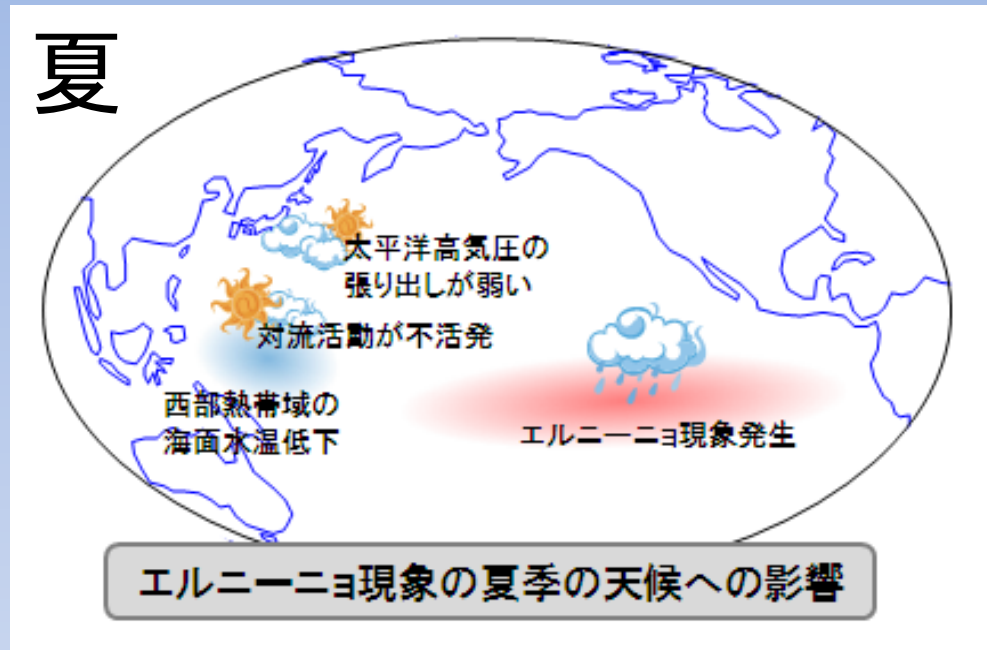 夏
太平洋高気圧の
張り出しが弱い
対流活動が不活発
西部熱帯域の
海面水温低下
エルニーニョ現象発生
エルニーニョ現象の夏季の天候への影響